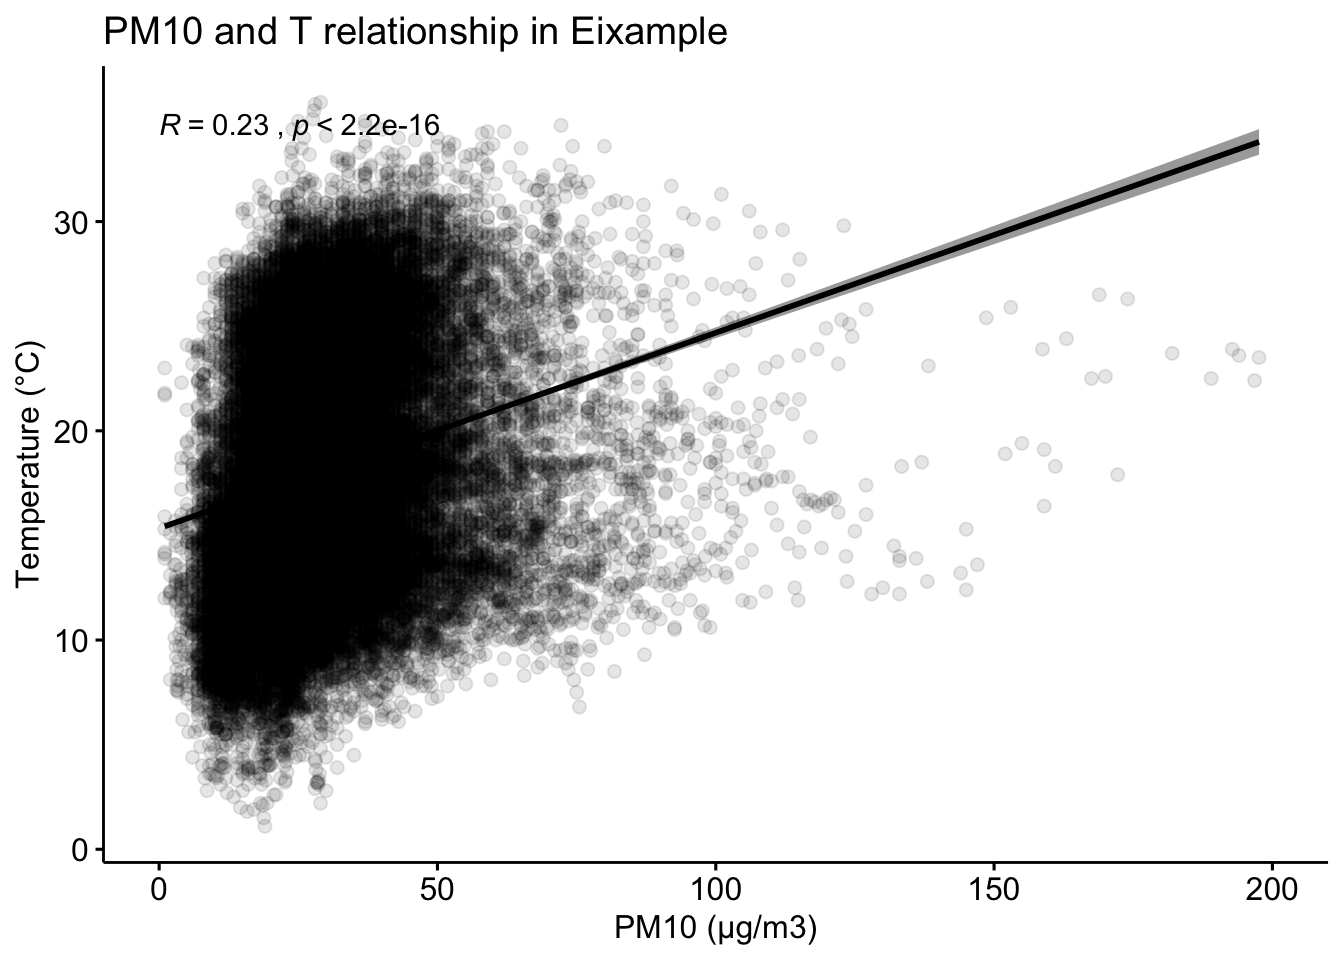 PM10 and T relationship in Eixample
R = 0.23 , p < 2.2e-16
30
20
10
0
Temperature (°C)
0 50 100 150 200
PM10 (µg/m3)